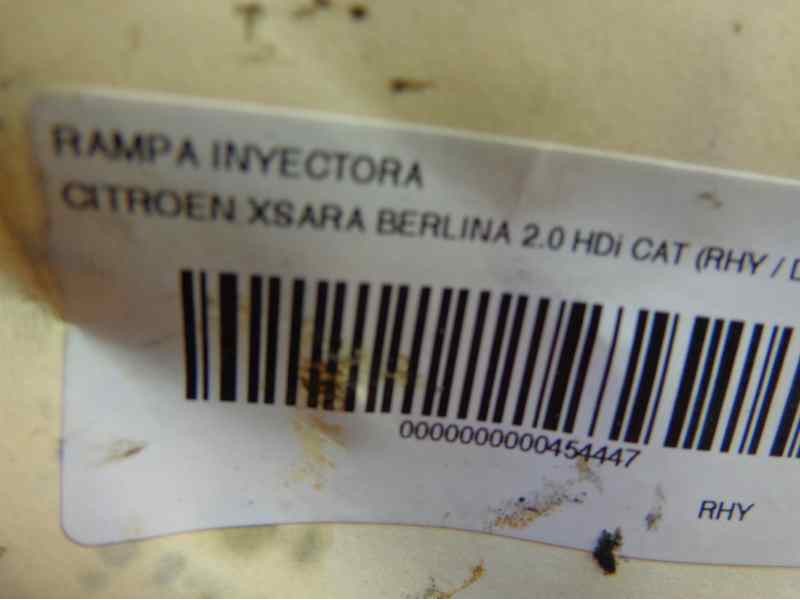 RAMPA INYECTORA
CITROEN XSARA BERLINA 2.0 HDi CAT (RHY /
0000000000454447
RHY